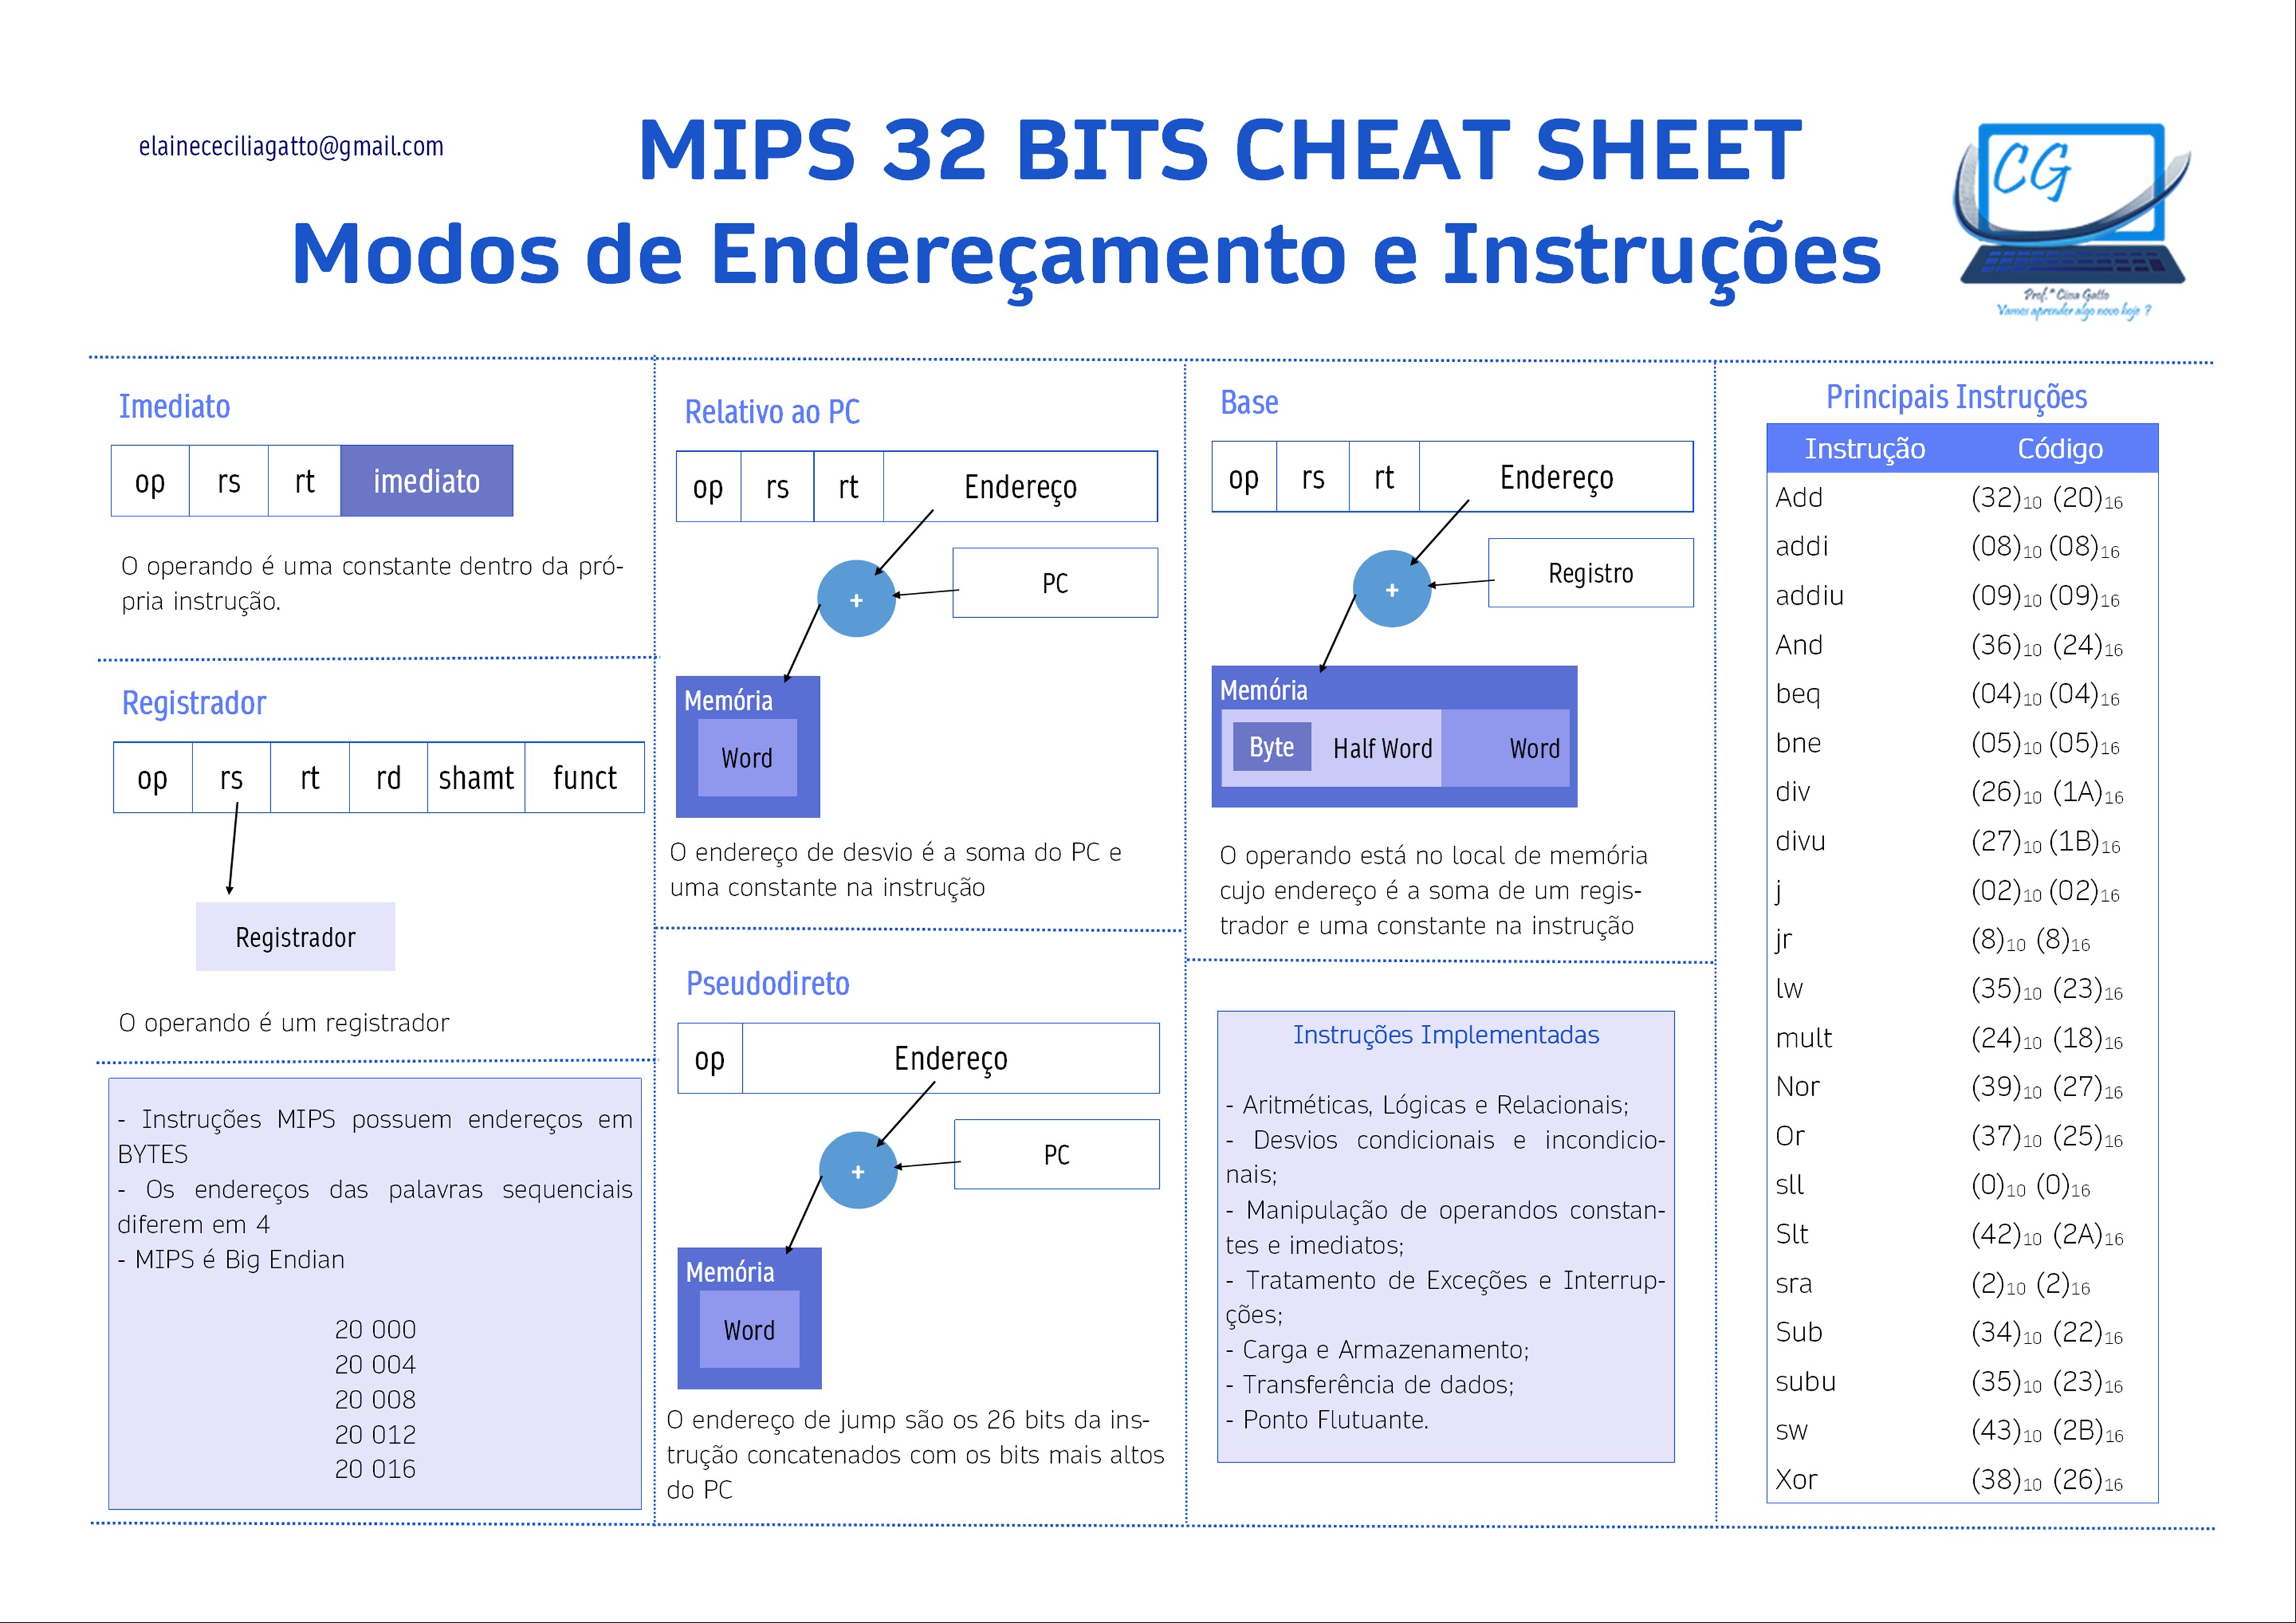 elainececiliagatto@gmail.com
MIPS 32 BITS CHEAT SHEET
Modos de Endereçamento e Instruções
CG
Prof.ª Cissa Gatto
Vamos aprender algo novo hoje ?
Imediato
op rs rt imediato
O operando é uma constante dentro da pró-
pria instrução.
Registrador
op rs rt rd shamt funct
Registrador
O operando é um registrador
- Instruções MIPS possuem endereços em
BYTES
- Os endereços das palavras sequenciais
diferem em 4
- MIPS é Big Endian
20 000
20 004
20 008
20 012
20 016
Relativo ao PC
op rs rt Endereço
+ PC
Memória
Word
O endereço de desvio é a soma do PC e
uma constante na instrução
Pseudodireto
op Endereço
+ PC
Memória
Word
O endereço de jump são os 26 bits da ins-
trução concatenados com os bits mais altos
do PC
Base
op rs rt Endereço
+ Registro
Memória
Byte Half Word Word
O operando está no local de memória
cujo endereço é a soma de um regis-
trador e uma constante na instrução
Instruções Implementadas
- Aritméticas, Lógicas e Relacionais;
- Desvios condicionais e incondicio-
nais;
- Manipulação de operandos constan-
tes e imediatos;
- Tratamento de Exceções e Interrup-
ções;
- Carga e Armazenamento;
- Transferência de dados;
- Ponto Flutuante.
Principais Instruções
Instrução Código
Add (32)10 (20)16
addi (08)10 (08)16
addiu (09)10 (09)16
And (36)10 (24)16
beq (04)10 (04)16
bne (05)10 (05)16
div (26)10 (1A)16
divu (27)10 (1B)16
j (02)10 (02)16
jr (8)10 (8)16
lw (35)10 (23)16
mult (24)10 (18)16
Nor (39)10 (27)16
Or (37)10 (25)16
sll (0)10 (0)16
Slt (42)10 (2A)16
sra (2)10 (2)16
Sub (34)10 (22)16
subu (35)10 (23)16
sw (43)10 (2B)16
Xor (38)10 (26)16